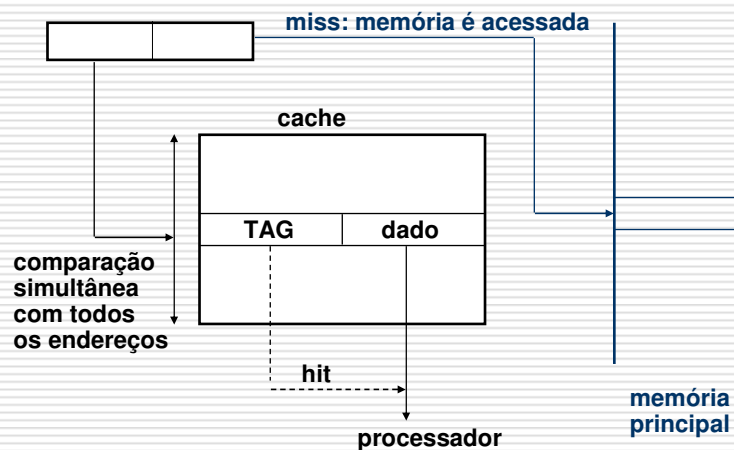 miss: memória é acessada
cache
TAG
dado
comparação
simultânea
com todos
os endereços
hit
processador
memória
principal